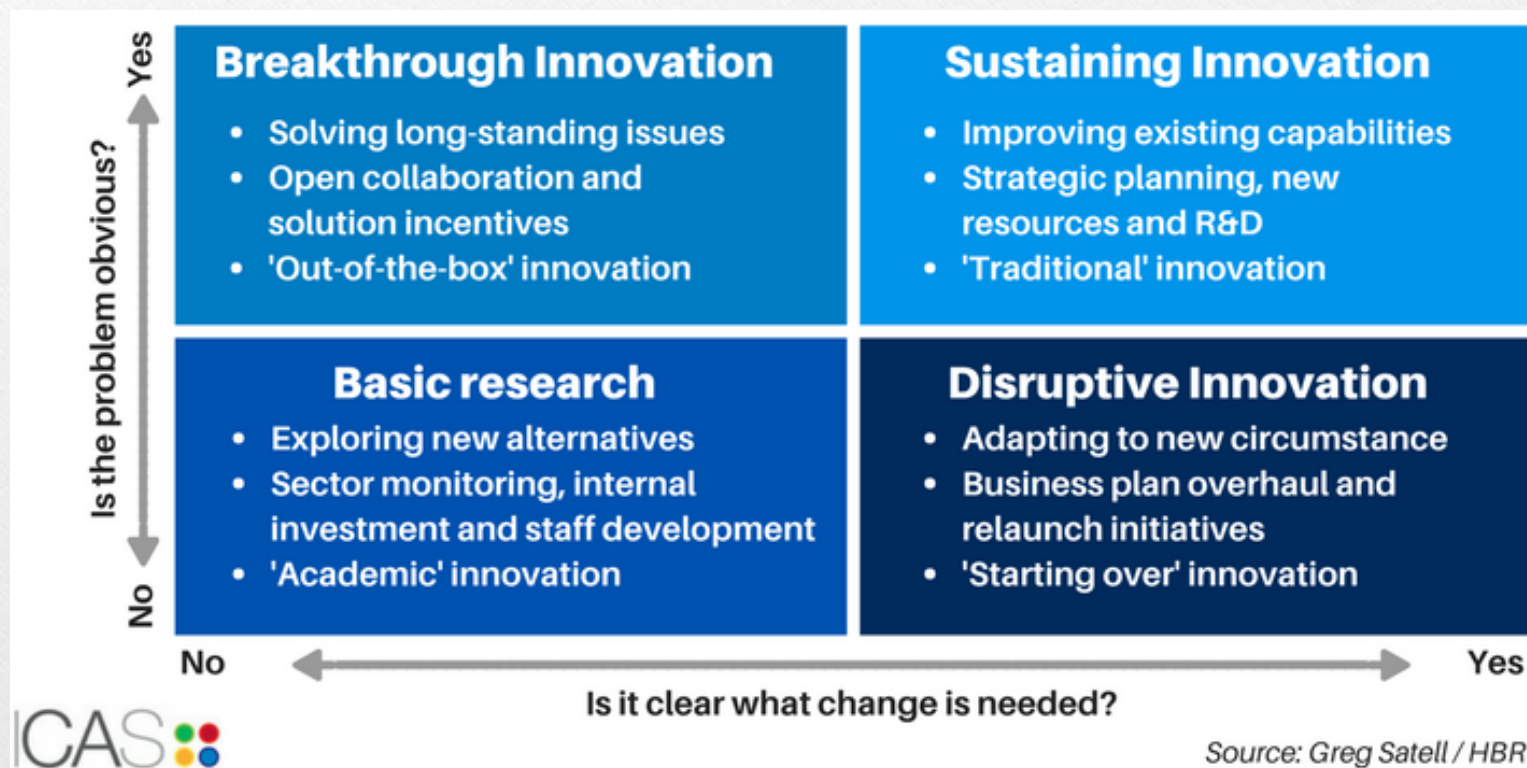 Yes
Is the problem obvious?
No
Breakthrough Innovation
• Solving long-standing issues
• Open collaboration and
solution incentives
• 'Out-of-the-box' innovation
Sustaining Innovation
• Improving existing capabilities
• Strategic planning, new
resources and R&D
• 'Traditional' innovation
Basic research
• Exploring new alternatives
• Sector monitoring, internal
investment and staff development
• 'Academic' innovation
Disruptive Innovation
• Adapting to new circumstance
• Business plan overhaul and
relaunch initiatives
• 'Starting over' innovation
No
Yes
Is it clear what change is needed?
ICAS
Source: Greg Satell / HBR